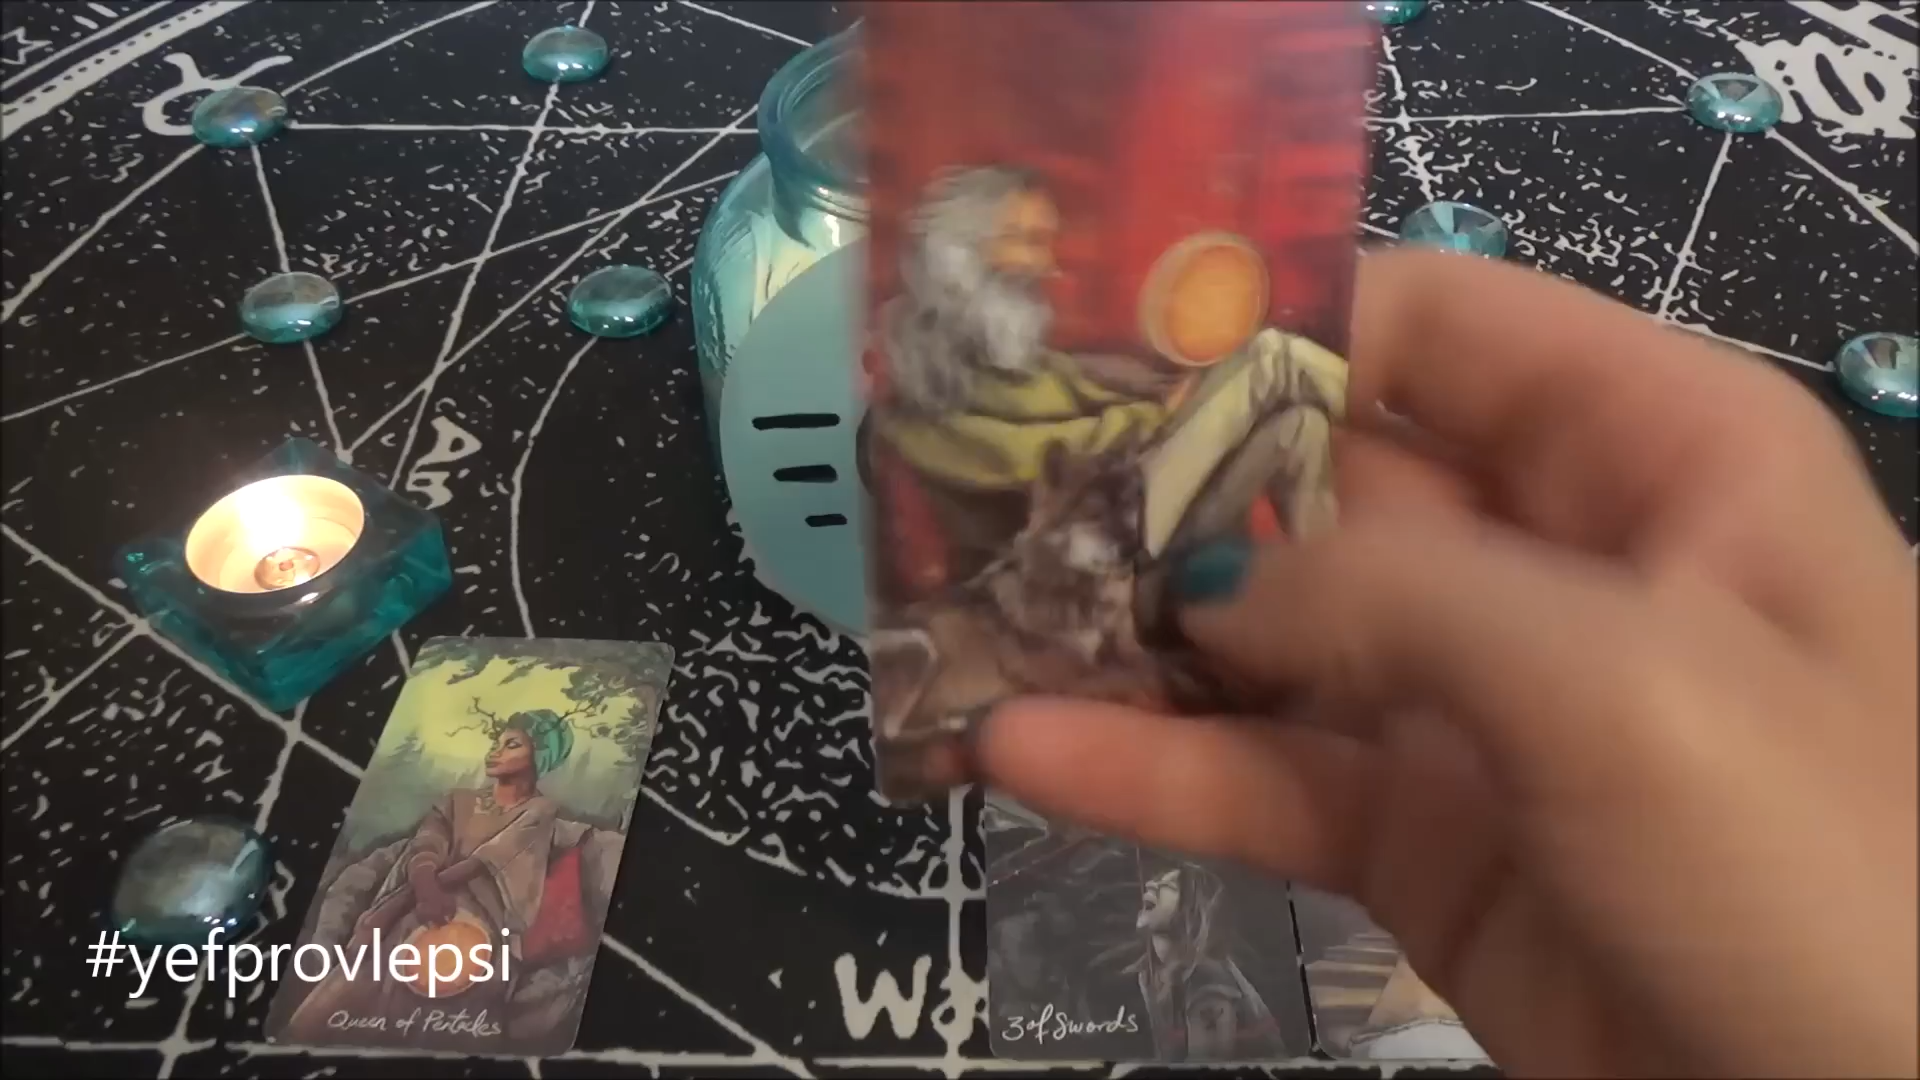 #yefprovlepsi
Queen of Pentacles
3 of Swords